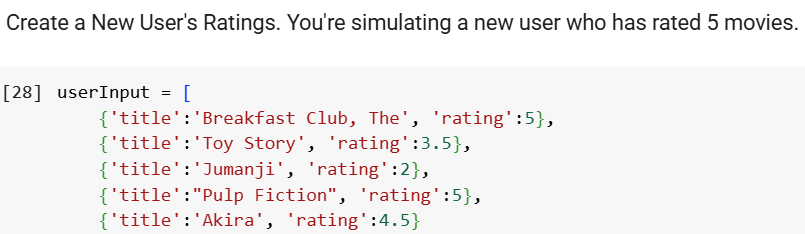 Create a New User's Ratings. You're simulating a new user who has rated 5 movies.
[28] userInput = [
{'title':'Breakfast Club, The', 'rating':5},
{'title':'Toy Story', 'rating':3.5},
{'title':'Jumanji', 'rating':2},
{'title':"Pulp Fiction", 'rating':5},
{'title':'Akira', 'rating':4.5}